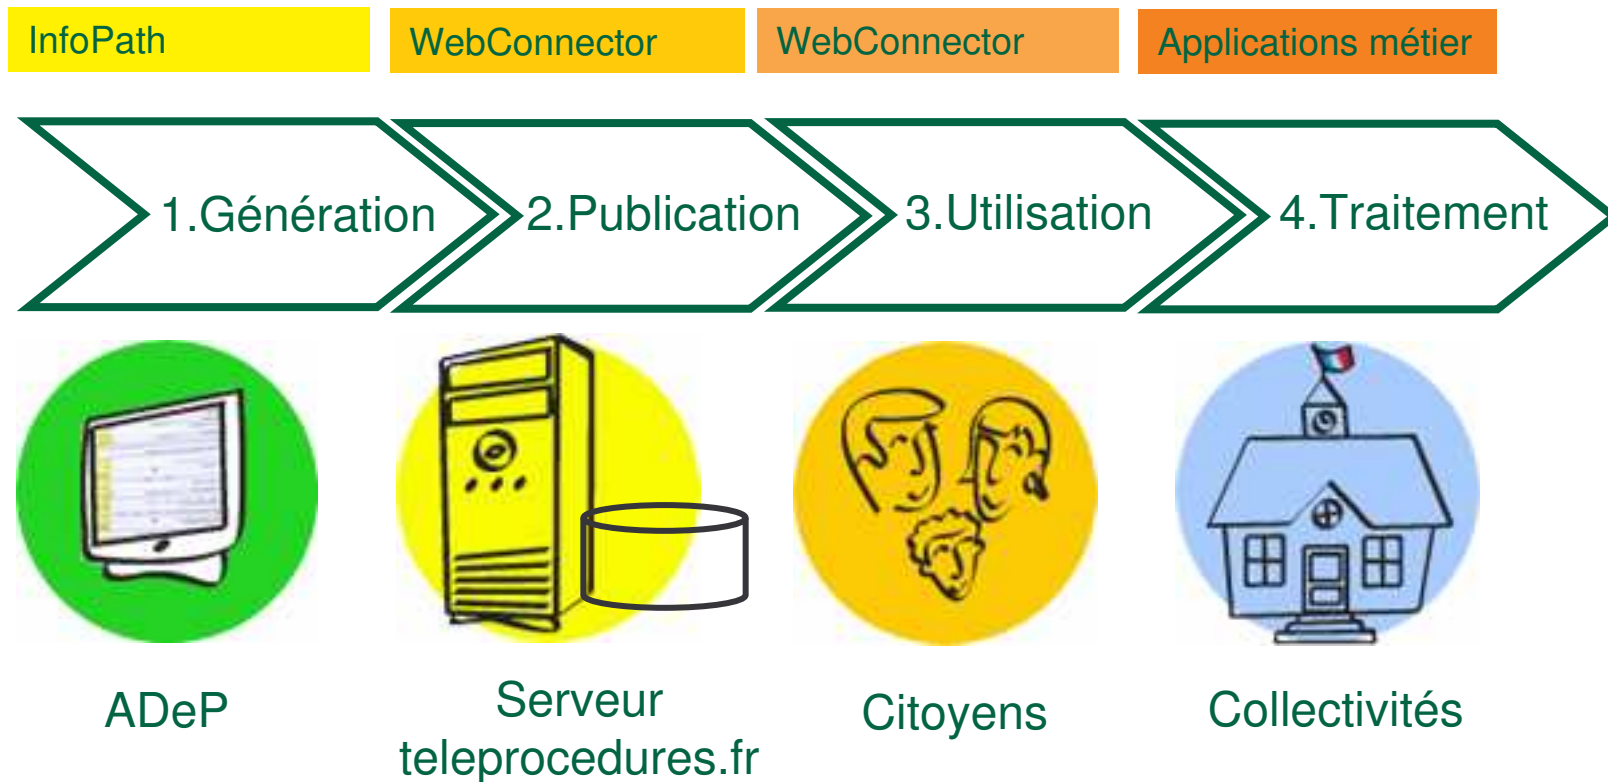 InfoPath
WebConnector
WebConnector
Applications métier
1.Génération
2.Publication
3.Utilisation
4.Traitement
ADeP
Serveur
teleprocedures.fr
Citoyens
Collectivités